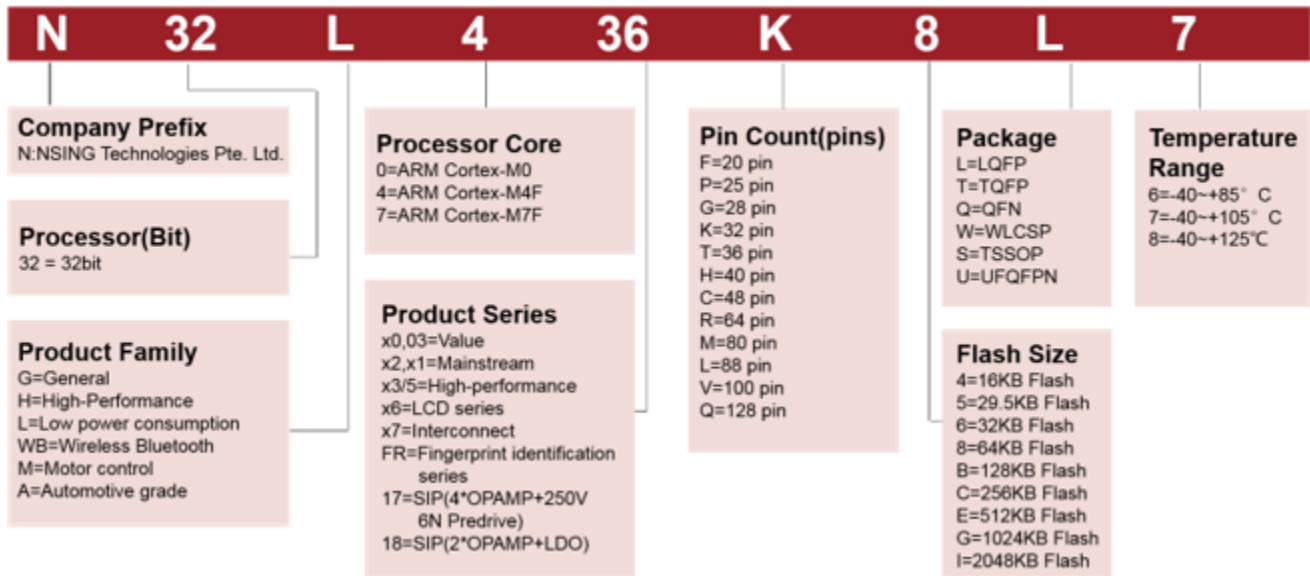 N 32 L 4 36 K 8 L 7
Company Prefix
N:NSING Technologies Pte. Ltd.
Processor(Bit)
32 = 32bit
Product Family
G=General
H=High-Performance
L=Low power consumption
WB=Wireless Bluetooth
M=Motor control
A=Automotive grade
Processor Core
0=ARM Cortex-M0
4=ARM Cortex-M4F
7=ARM Cortex-M7F
Product Series
x0,03=Value
x2,x1=Mainstream
x3/5=High-performance
x6=LCD series
x7=Interconnect
FR=Fingerprint identification
series
17=SIP(4*OPAMP+250V
6N Predrive)
18=SIP(2*OPAMP+LDO)
Pin Count(pins)
F=20 pin
P=25 pin
G=28 pin
K=32 pin
T=36 pin
H=40 pin
C=48 pin
R=64 pin
M=80 pin
L=88 pin
V=100 pin
Q=128 pin
Package
L=LQFP
T=TQFP
Q=QFN
W=WLCSP
S=TSSOP
U=UFQFPN
Flash Size
4=16KB Flash
5=29.5KB Flash
6=32KB Flash
8=64KB Flash
B=128KB Flash
C=256KB Flash
E=512KB Flash
G=1024KB Flash
I=2048KB Flash
Temperature
Range
6=-40~+85° C
7=-40~+105° C
8=-40~+125℃